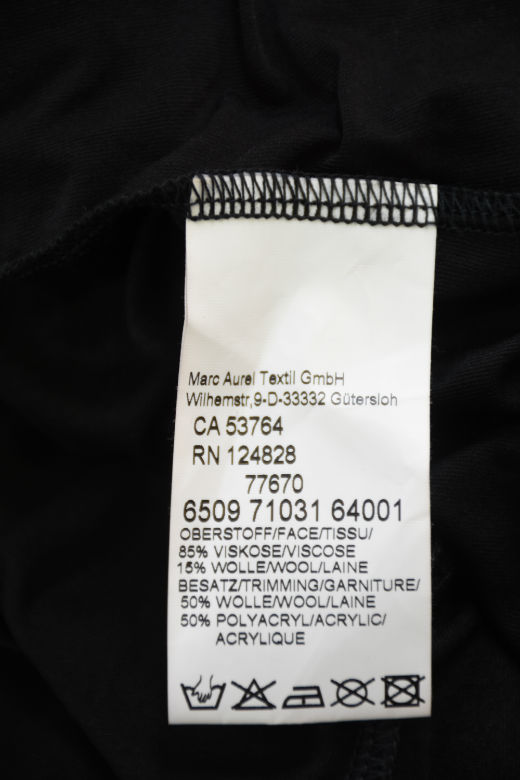 Marc Aurel Textil GmbH
Wilhemstr,9-D-33332 Gütersloh
CA 53764
RN 124828
77670
6509 71031 64001
OBERSTOFF/FACE/TISSU/
85% VISKOSE/VISCOSE
15% WOLLE/WOOL/LAINE
BESATZ/TRIMMING/GARNITURE/
50% WOLLE/WOOL/LAINE
50% POLYACRYL/ACRYLIC/
ACRYLIQUE